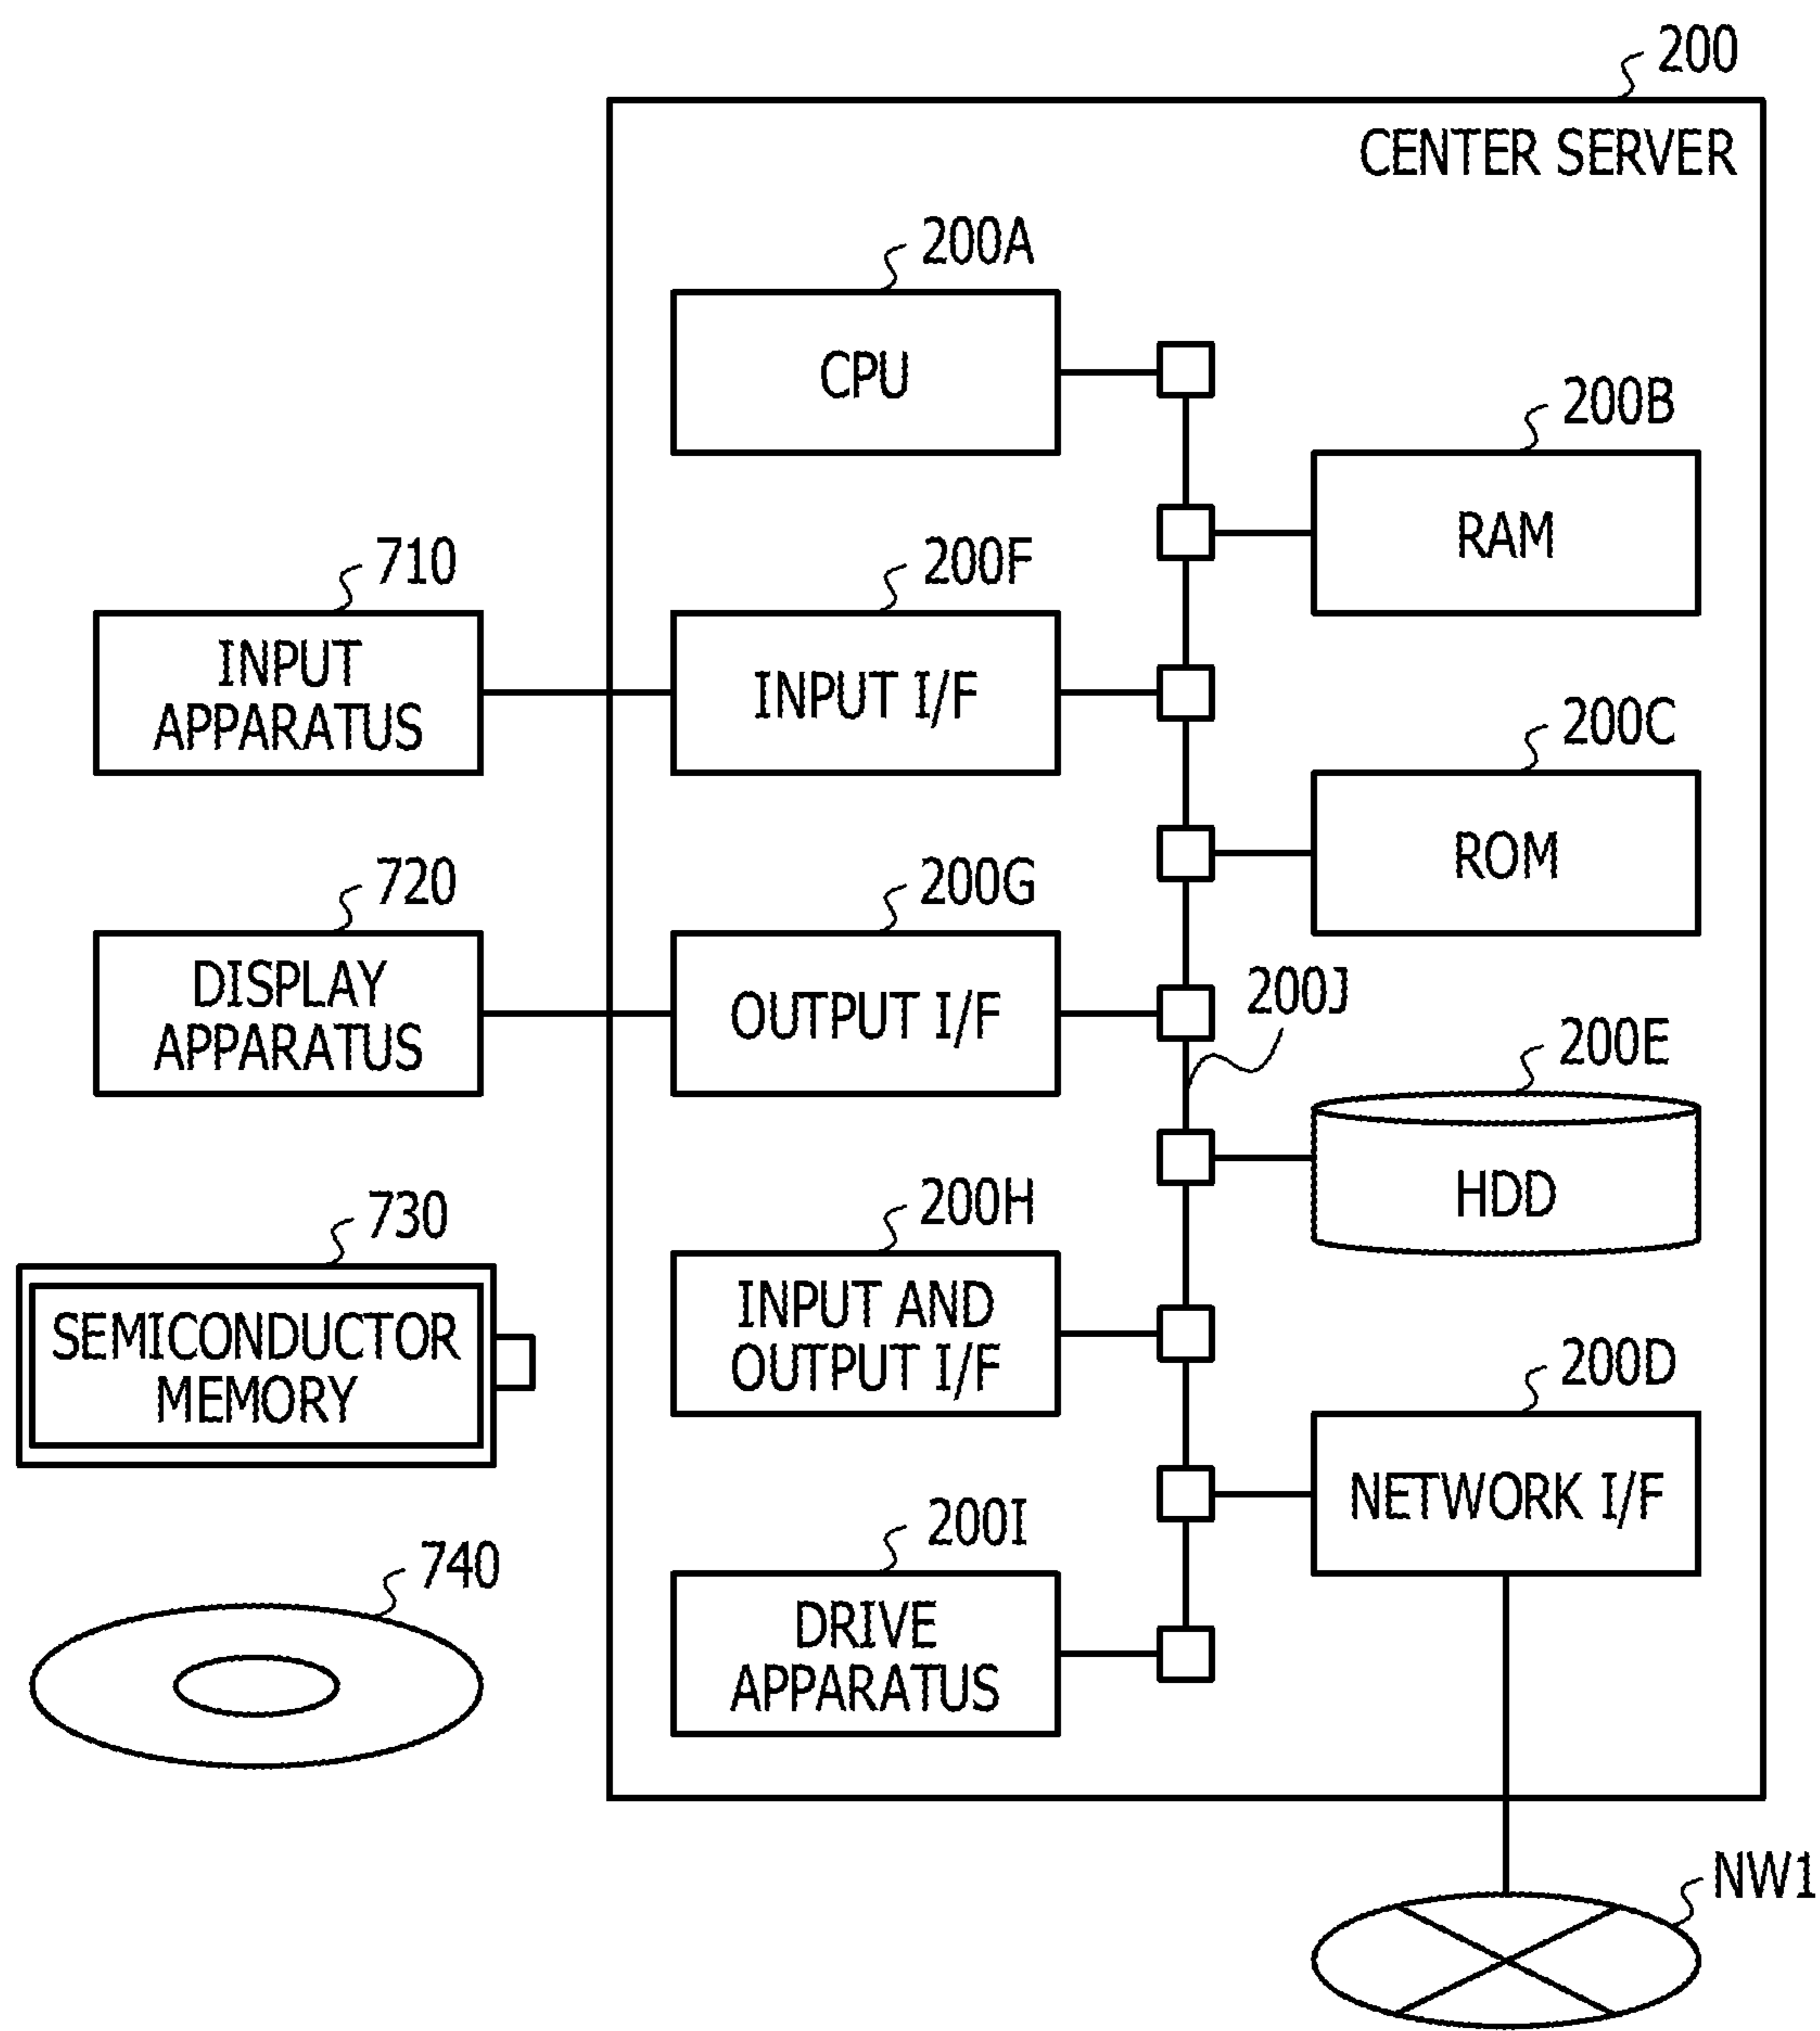 200
CENTER SERVER
200A
CPU
200B
RAM
710
200F
INPUT
APPARATUS
INPUT I/F
200C
ROM
720
200G
DISPLAY
APPARATUS
OUTPUT I/F
200J
200E
HDD
730
200H
SEMICONDUCTOR
MEMORY
INPUT AND
OUTPUT I/F
200D
NETWORK I/F
740
200I
DRIVE
APPARATUS
NW1